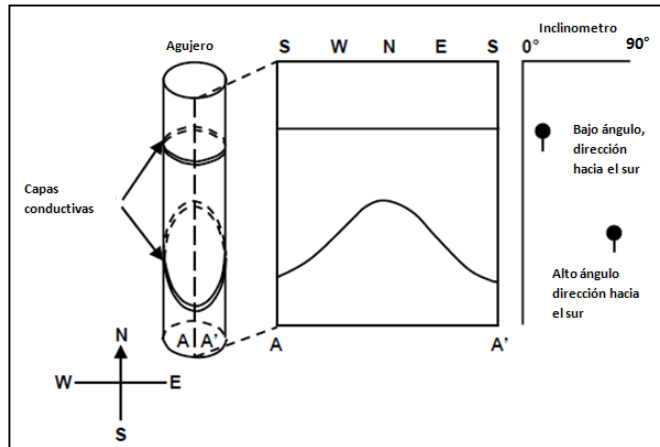 Agujero
S W N E S
Inclinometro
0° 90°
Bajo ángulo,
dirección
hacia el sur
Capas
conductivas
Alto ángulo
dirección hacia
el sur
A A'
A A'
N
W E
S